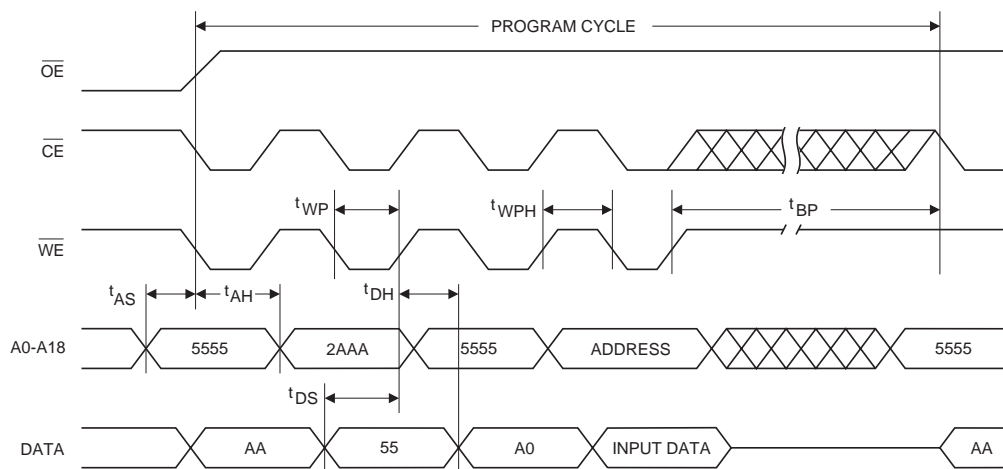 PROGRAM CYCLE
OE
CE
tWP
tWPH
tBP
WE
tAS
tAH
tDH
A0-A18
5555
2AAA
5555
ADDRESS
5555
tDS
DATA
AA
55
A0
INPUT DATA
AA